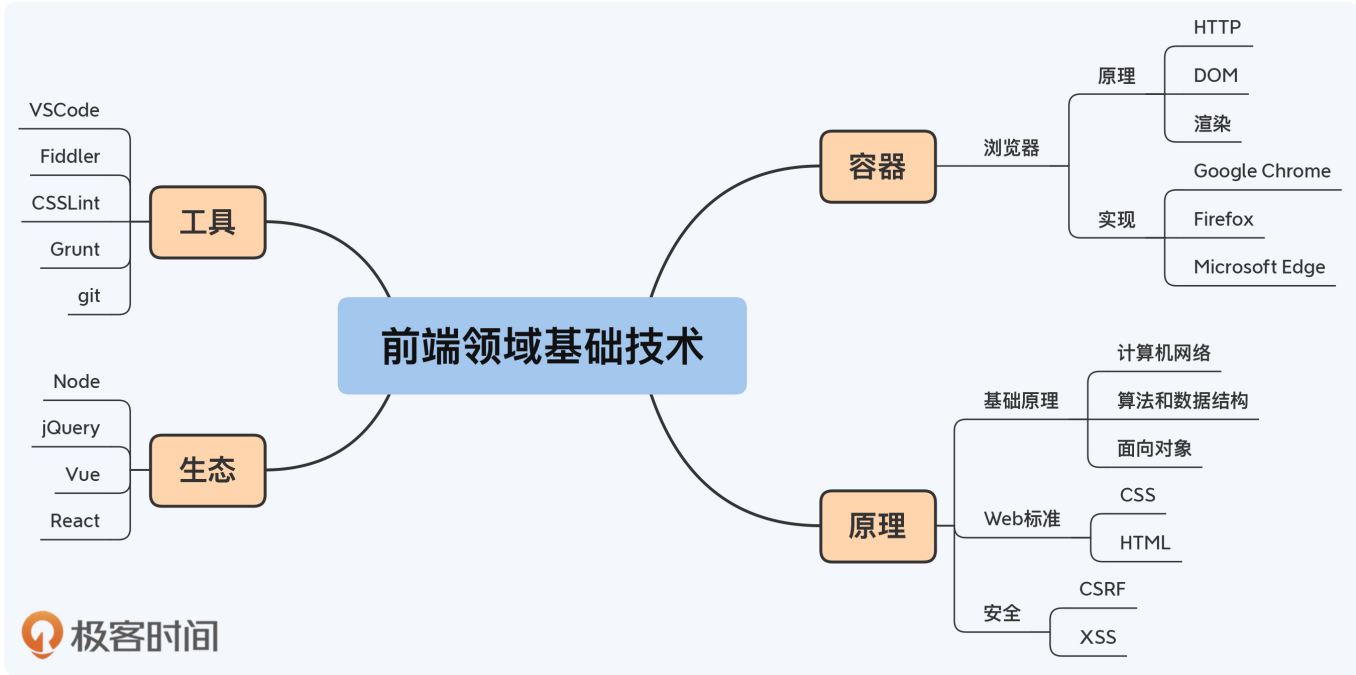 前端领域基础技术
工具
VSCode
Fiddler
CSSLint
Grunt
git
生态
Node
jQuery
Vue
React
容器
浏览器
原理
HTTP
DOM
渲染
实现
Google Chrome
Firefox
Microsoft Edge
原理
基础原理
计算机网络
算法和数据结构
面向对象
Web标准
CSS
HTML
安全
CSRF
XSS
极客时间